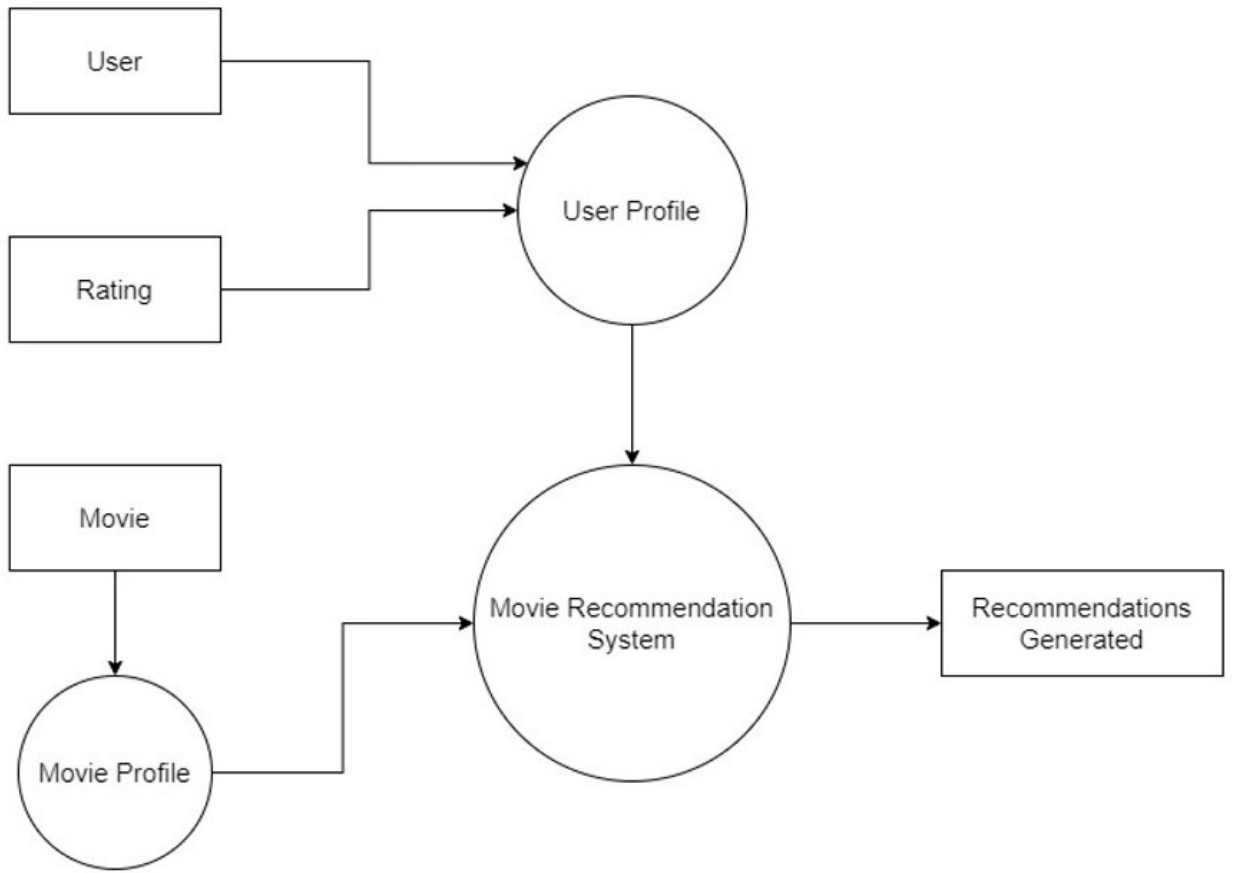 User
User Profile
Rating
Movie
Movie Recommendation
System
Recommendations
Generated
Movie Profile